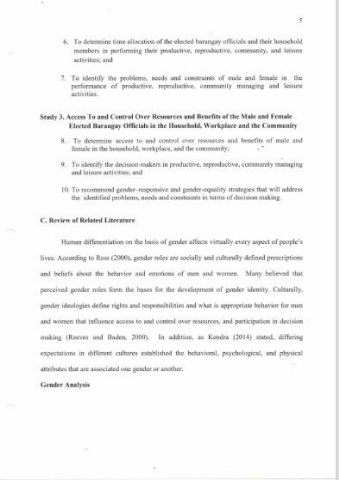 5
6. To determine time allocation of the elected barangay officials and their household
members in performing their productive, reproductive, community, and leisure
activities; and
7. To identify the problems, needs and constraints of male and female in the
performance of productive, reproductive, community managing and leisure
activities.
Study 3. Access To and Control Over Resources and Benefits of the Male and Female
Elected Barangay Officials in the Household, Workplace and the Community
8. To determine access to and control over resources and benefits of male and
female in the household, workplace, and the community;
9. To identify the decision-makers in productive, reproductive, community managing
and leisure activities; and
10. To recommend gender-responsive and gender-equality strategies that will address
the identified problems, needs and constraints in terms of decision making.
C. Review of Related Literature
Human differentiation on the basis of gender affects virtually every aspect of people's
lives. According to Ross (2000), gender roles are socially and culturally defined prescriptions
and beliefs about the behavior and emotions of men and women. Many believed that
perceived gender roles form the bases for the development of gender identity. Culturally,
gender ideologies define rights and responsibilities and what is appropriate behavior for men
and women that influence access to and control over resources, and participation in decision
making (Reeves and Baden, 2000). In addition, as Kendra (2014) stated, differing
expectations in different cultures established the behavioral, psychological, and physical
attributes that are associated one gender or another.
Gender Analysis